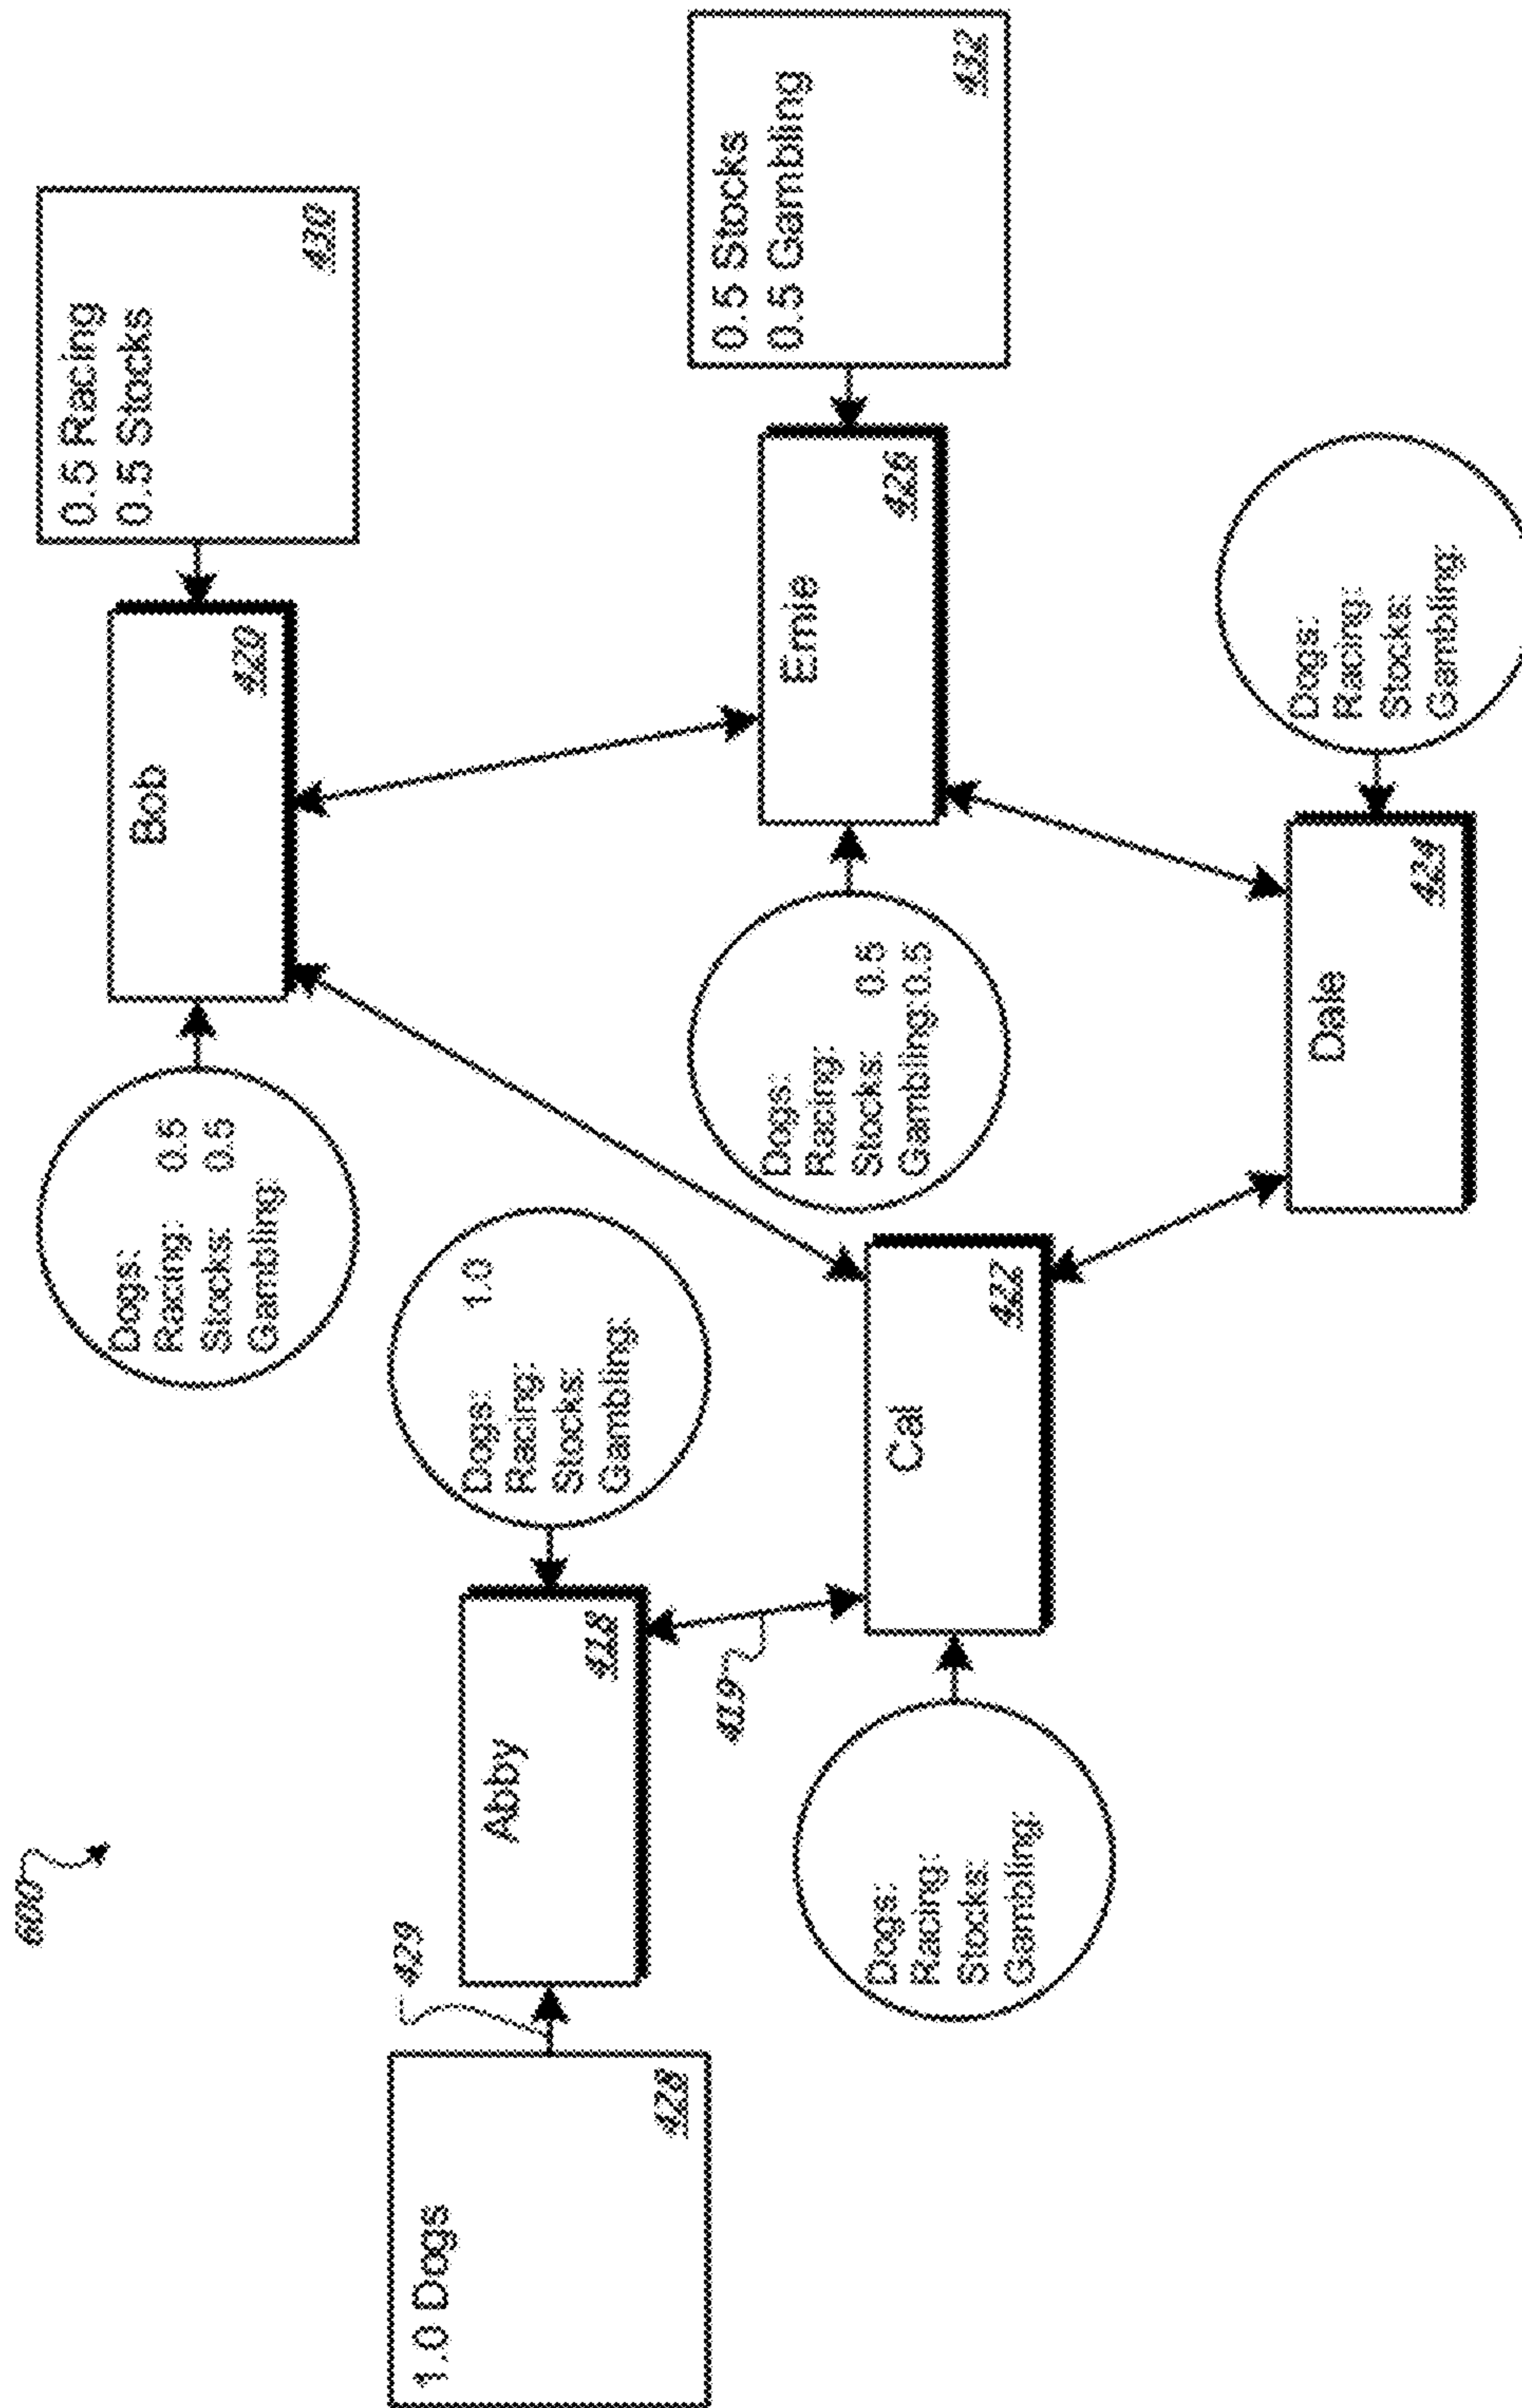 600
0.5 Racing
0.5 Stocks
430
Bob
420
Dogs:
Racing: 0.5
Stocks: 0.5
Gambling:
1.0 Dogs
428
429
Abby
418
Dogs: 1.0
Racing:
Stocks:
Gambling:
419
0.5 Stocks
0.5 Gambling
432
Ernie
426
Dogs:
Racing:
Stocks: 0.5
Gambling: 0.5
Dogs:
Racing:
Stocks:
Gambling:
Cal
422
Dale
424
Dogs:
Racing:
Stocks:
Gambling: